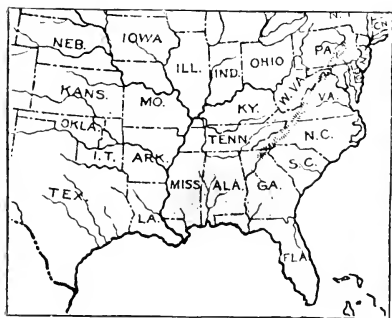 N.
NEB.
IOWA
ILL.
IND.
OHIO
PA.
KANS.
MO.
KY.
W.VA.
VA.
OKLA.
I.T.
ARK.
TENN.
N.C.
S.C.
TEX.
LA.
MISS.
ALA.
GA.
FLA.